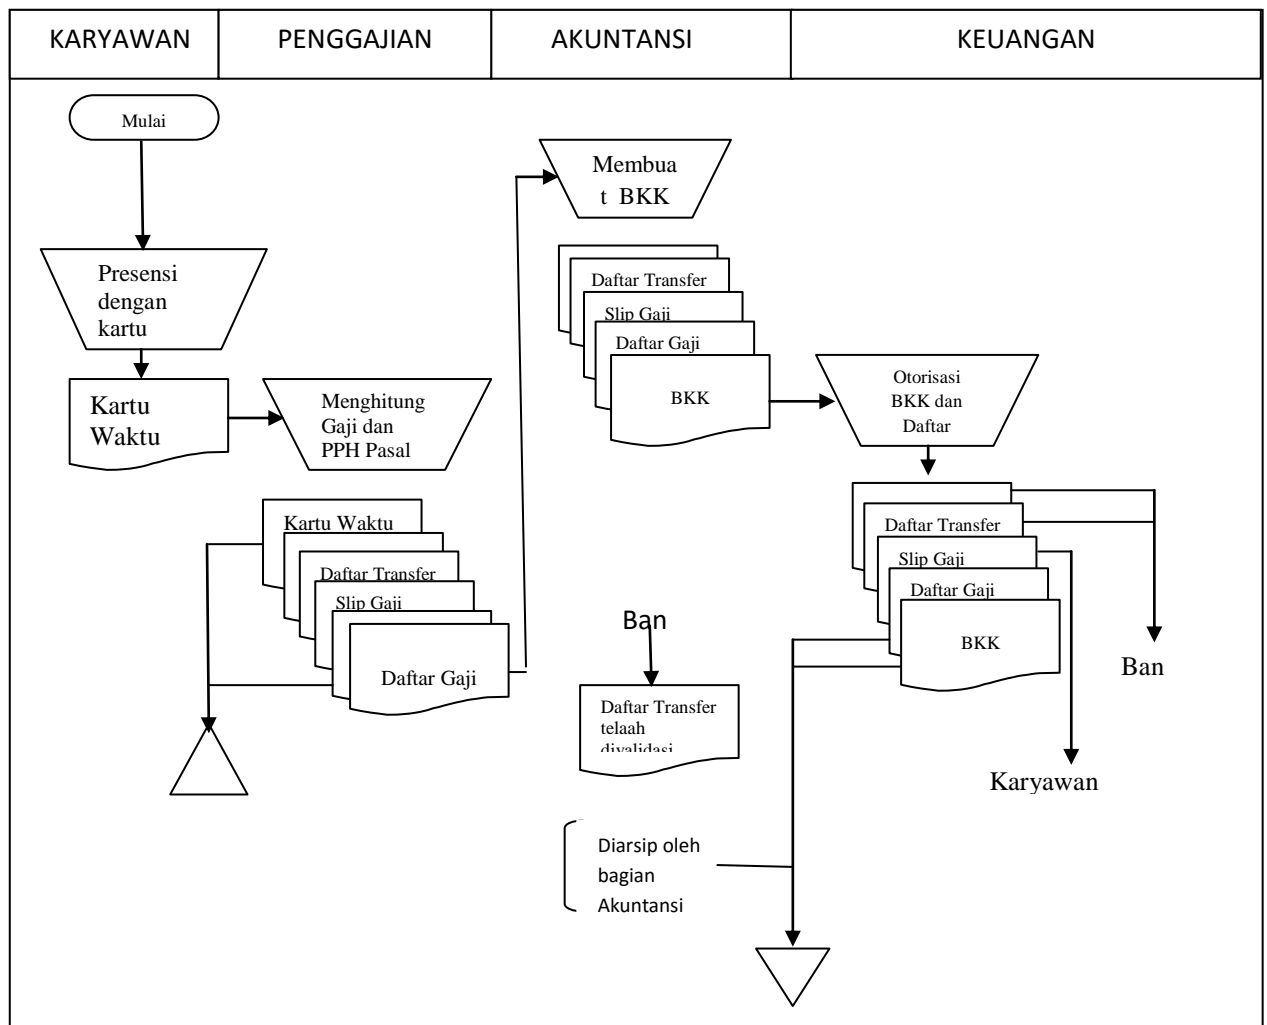 KARYAWAN
PENGGAJIAN
AKUNTANSI
KEUANGAN
Mulai
Presensi
dengan
kartu
Kartu
Waktu
Menghitung
Gaji dan
PPH Pasal
Kartu Waktu
Daftar Transfer
Slip Gaji
Daftar Gaji
Membua
t BKK
Daftar Transfer
Slip Gaji
Daftar Gaji
BKK
Ban
Daftar Transfer
telaah
divalidasi
Diarsip oleh
bagian
Akuntansi
Otorisasi
BKK dan
Daftar
Daftar Transfer
Slip Gaji
Daftar Gaji
BKK
Ban
Karyawan